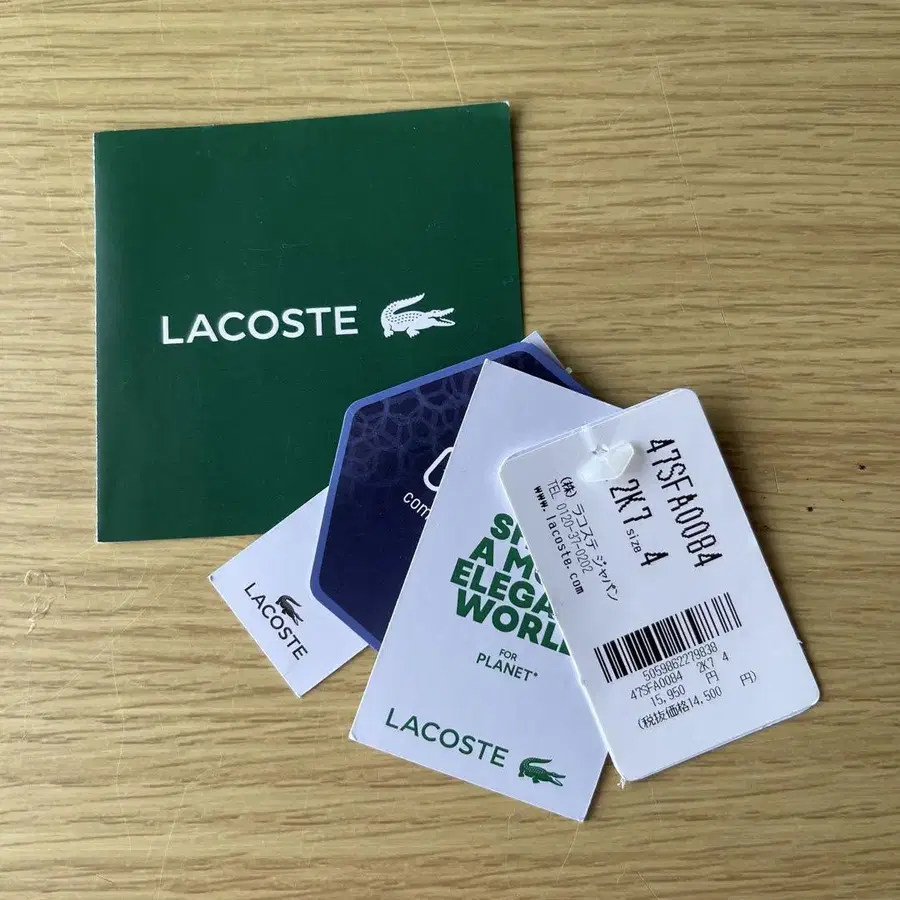 LACOSTE
com
LACOSTE
A M
ELEGA
WORL
FOR
PLANET*
LACOSTE
47SFA0084
2K7 size 4
(株) ラコステ ジャパン
TEL 0120-37-0202
www.lacoste.com
5059862279838
47SFA0084 2K7 4
15,950 円
(税抜価格14,500 円)